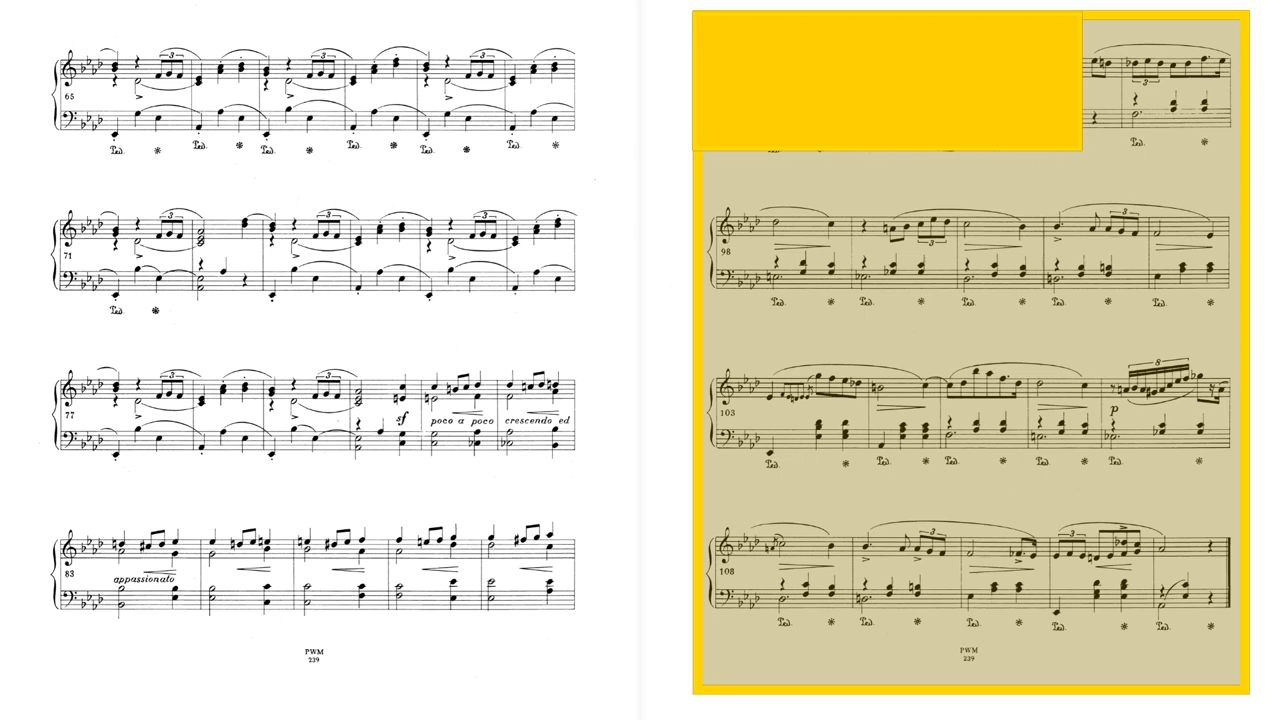 65
71
77
sf
poco a poco crescendo ed
83
appassionato
PWM
239
98
103
p
108
PWM
239